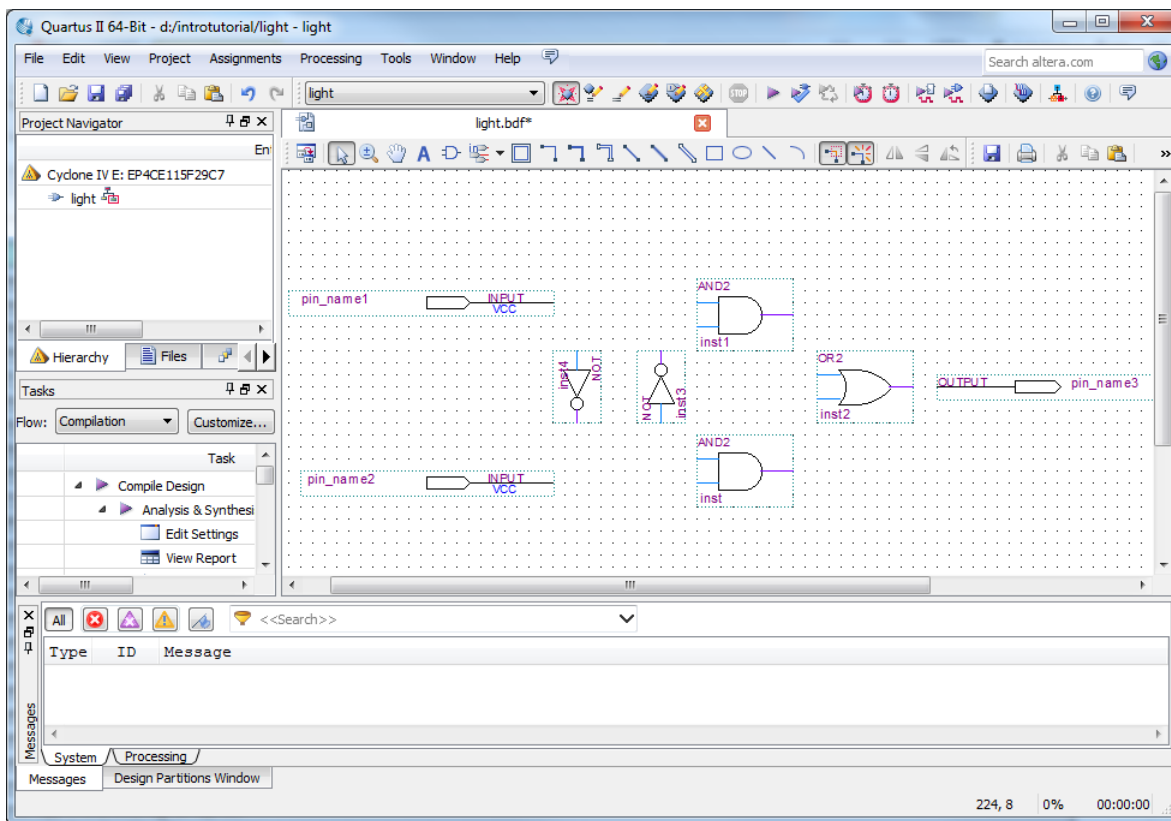 Quartus II 64-Bit - d:/introtutorial/light - light
File Edit View Project Assignments Processing Tools Window Help
Search altera.com
light
STOP
Project Navigator
light.bdf*
A
»
Cyclone IV E: EP4CE115F29C7
light
Hierarchy Files
Tasks
Flow: Compilation Customize...
Task
Compile Design
Analysis & Synthesi
Edit Settings
View Report
pin_name1 INPUT
VCC
AND2
inst1
inst4 NOT
NOT inst3
OR2
inst2
OUTPUT pin_name3
AND2
inst
pin_name2 INPUT
VCC
All <<Search>>
Type ID Message
Messages
System Processing
Messages Design Partitions Window
224, 8 0% 00:00:00